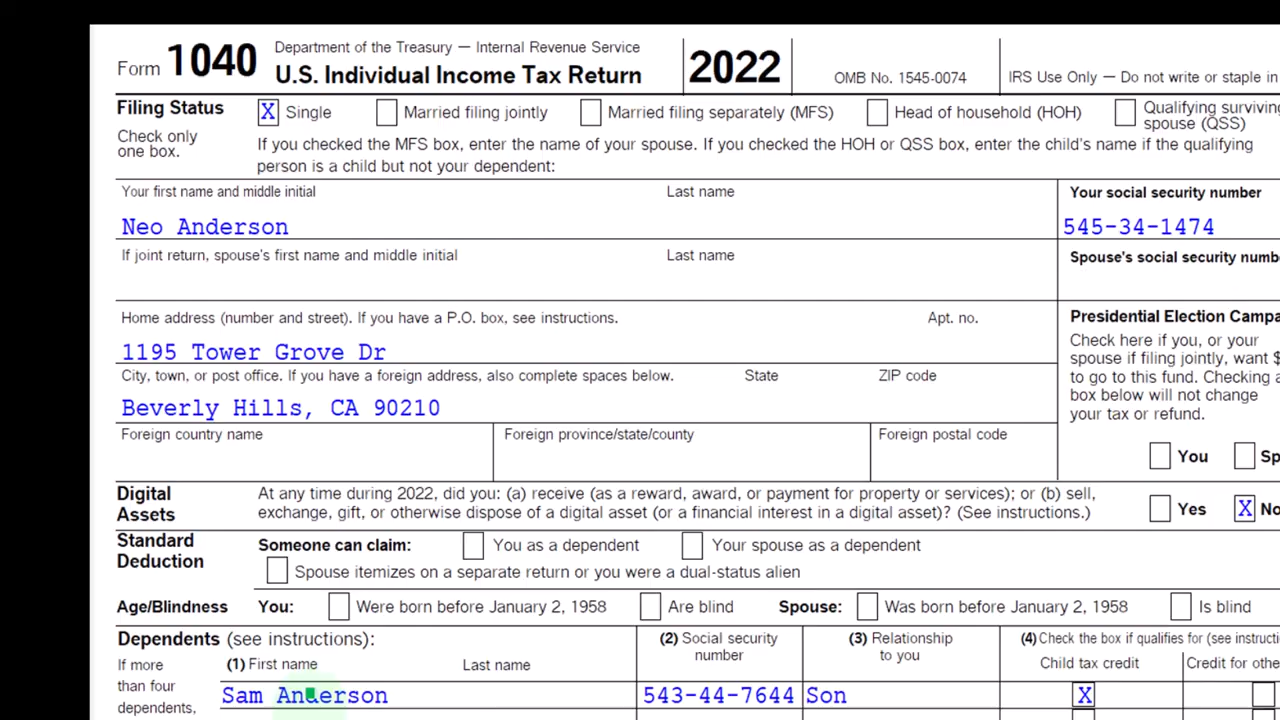 Form 1040 Department of the Treasury — Internal Revenue Service
U.S. Individual Income Tax Return 2022 OMB No. 1545-0074 IRS Use Only — Do not write or staple in
Filing Status X Single Married filing jointly Married filing separately (MFS) Head of household (HOH) Qualifying surviving
spouse (QSS)
Check only
one box.
If you checked the MFS box, enter the name of your spouse. If you checked the HOH or QSS box, enter the child's name if the qualifying
person is a child but not your dependent:
Your first name and middle initial Last name Your social security number
Neo Anderson 545-34-1474
If joint return, spouse's first name and middle initial Last name Spouse's social security
Home address (number and street). If you have a P.O. box, see instructions. Apt. no.
1195 Tower Grove Dr
City, town, or post office. If you have a foreign address, also complete spaces below. State ZIP code
Beverly Hills, CA 90210
Foreign country name Foreign province/state/county Foreign postal code
Presidential Election
Check here if you, or your
spouse if filing jointly, want $
to go to this fund. Checking a
box below will not change
your tax or refund.
You
Digital
Assets
At any time during 2022, did you: (a) receive (as a reward, award, or payment for property or services); or (b) sell,
exchange, gift, or otherwise dispose of a digital asset (or a financial interest in a digital asset)? (See instructions.)
Yes X No
Standard
Deduction
Someone can claim: You as a dependent Your spouse as a dependent
Spouse itemizes on a separate return or you were a dual-status alien
Age/Blindness You: Were born before January 2, 1958 Are blind Spouse: Was born before January 2, 1958 Is blind
Dependents (see instructions): (2) Social security
number (3) Relationship
to you (4) Check the box if qualifies for (see
If more
than four
dependents,
(1) First name Last name Child tax credit Credit for
Sam Anderson 543-44-7644 Son X